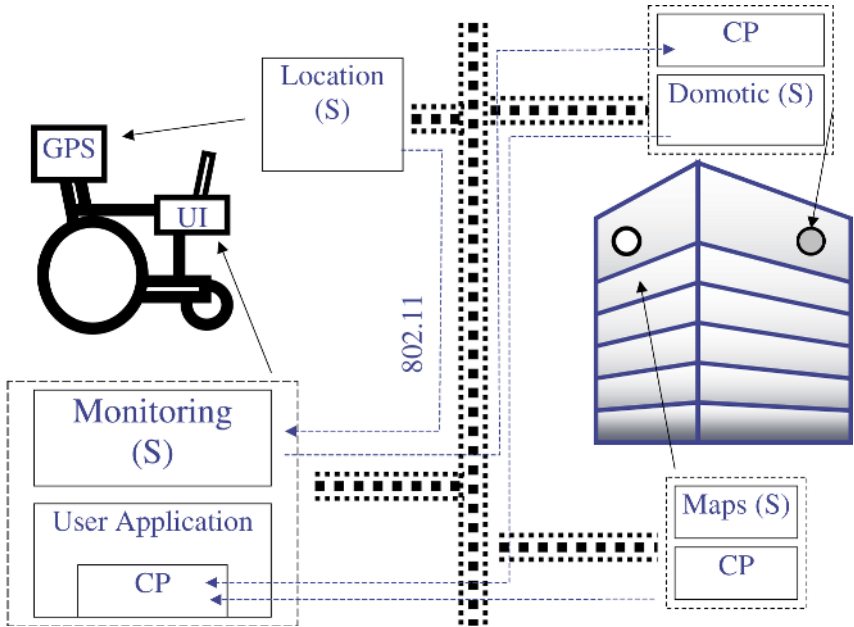 CP
Location
(S)
Domotic (S)
GPS
UI
802.11
Monitoring
(S)
Maps (S)
User Application
CP
CP